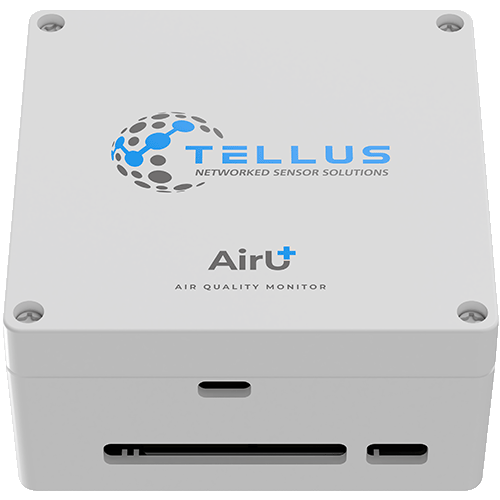 TELLUS
NETWORKED SENSOR SOLUTIONS
AirU+
AIR QUALITY MONITOR